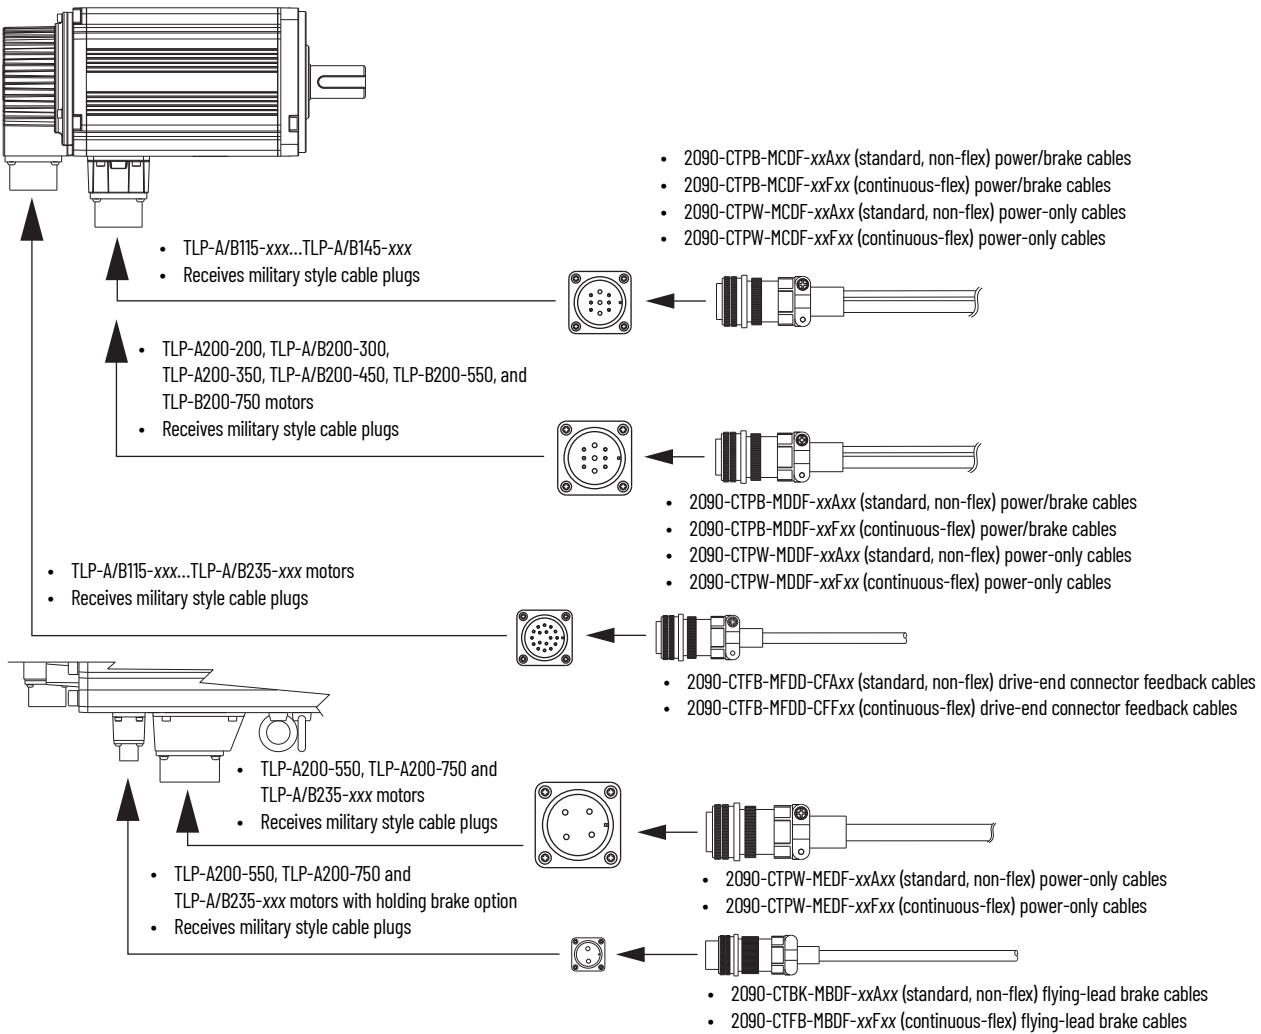 • 2090-CTPB-MCDF-xxAxx (standard, non-flex) power/brake cables
• 2090-CTPB-MCDF-xxFxx (continuous-flex) power/brake cables
• 2090-CTPW-MCDF-xxAxx (standard, non-flex) power-only cables
• 2090-CTPW-MCDF-xxFxx (continuous-flex) power-only cables
• TLP-A/B115-xxx...TLP-A/B145-xxx
• Receives military style cable plugs
• TLP-A200-200, TLP-A/B200-300,
TLP-A200-350, TLP-A/B200-450, TLP-B200-550, and
TLP-B200-750 motors
• Receives military style cable plugs
• 2090-CTPB-MDDF-xxAxx (standard, non-flex) power/brake cables
• 2090-CTPB-MDDF-xxFxx (continuous-flex) power/brake cables
• 2090-CTPW-MDDF-xxAxx (standard, non-flex) power-only cables
• 2090-CTPW-MDDF-xxFxx (continuous-flex) power-only cables
• TLP-A/B115-xxx...TLP-A/B235-xxx motors
• Receives military style cable plugs
• 2090-CTFB-MFDD-CFAxx (standard, non-flex) drive-end connector feedback cables
• 2090-CTFB-MFDD-CFFxx (continuous-flex) drive-end connector feedback cables
• TLP-A200-550, TLP-A200-750 and
TLP-A/B235-xxx motors
• Receives military style cable plugs
• TLP-A200-550, TLP-A200-750 and
TLP-A/B235-xxx motors with holding brake option
• Receives military style cable plugs
• 2090-CTPW-MEDF-xxAxx (standard, non-flex) power-only cables
• 2090-CTPW-MEDF-xxFxx (continuous-flex) power-only cables
• 2090-CTBK-MBDF-xxAxx (standard, non-flex) flying-lead brake cables
• 2090-CTFB-MBDF-xxFxx (continuous-flex) flying-lead brake cables